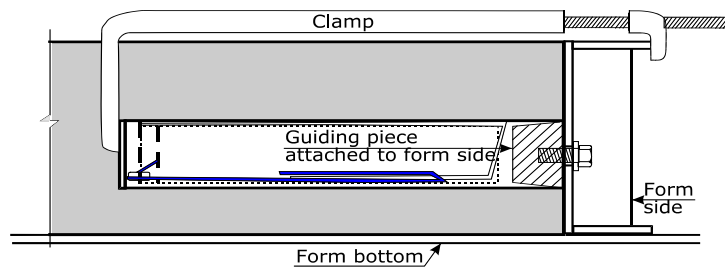 Clamp
Guiding piece
attached to form side
Form
side
Form bottom